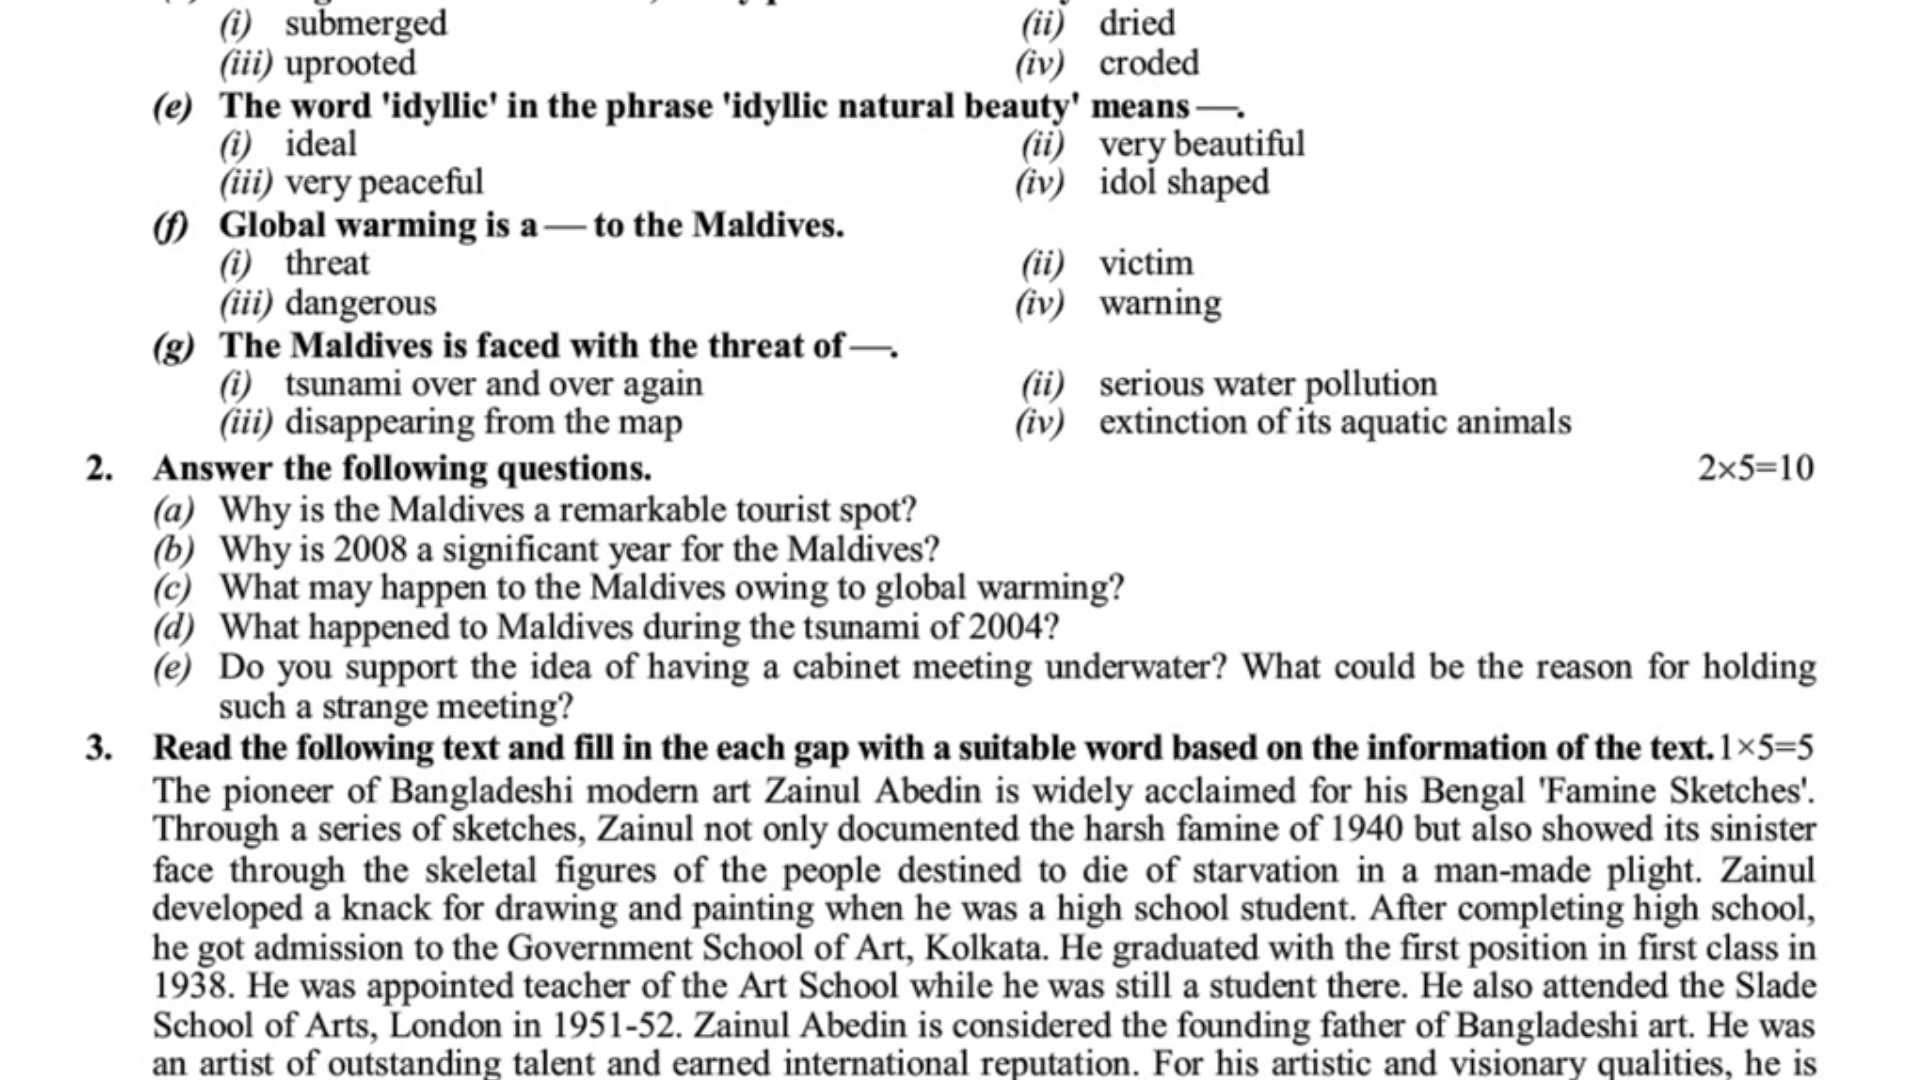 (i) submerged (ii) dried
(iii) uprooted (iv) croded
(e) The word 'idyllic' in the phrase 'idyllic natural beauty' means —.
(i) ideal (ii) very beautiful
(iii) very peaceful (iv) idol shaped
(f) Global warming is a — to the Maldives.
(i) threat (ii) victim
(iii) dangerous (iv) warning
(g) The Maldives is faced with the threat of —.
(i) tsunami over and over again (ii) serious water pollution
(iii) disappearing from the map (iv) extinction of its aquatic animals
2. Answer the following questions. 2×5=10
(a) Why is the Maldives a remarkable tourist spot?
(b) Why is 2008 a significant year for the Maldives?
(c) What may happen to the Maldives owing to global warming?
(d) What happened to Maldives during the tsunami of 2004?
(e) Do you support the idea of having a cabinet meeting underwater? What could be the reason for holding
such a strange meeting?
3. Read the following text and fill in the each gap with a suitable word based on the information of the text. 1×5=5
The pioneer of Bangladeshi modern art Zainul Abedin is widely acclaimed for his Bengal 'Famine Sketches'.
Through a series of sketches, Zainul not only documented the harsh famine of 1940 but also showed its sinister
face through the skeletal figures of the people destined to die of starvation in a man-made plight. Zainul
developed a knack for drawing and painting when he was a high school student. After completing high school,
he got admission to the Government School of Art, Kolkata. He graduated with the first position in first class in
1938. He was appointed teacher of the Art School while he was still a student there. He also attended the Slade
School of Arts, London in 1951-52. Zainul Abedin is considered the founding father of Bangladeshi art. He was
an artist of outstanding talent and earned international reputation. For his artistic and visionary qualities, he is